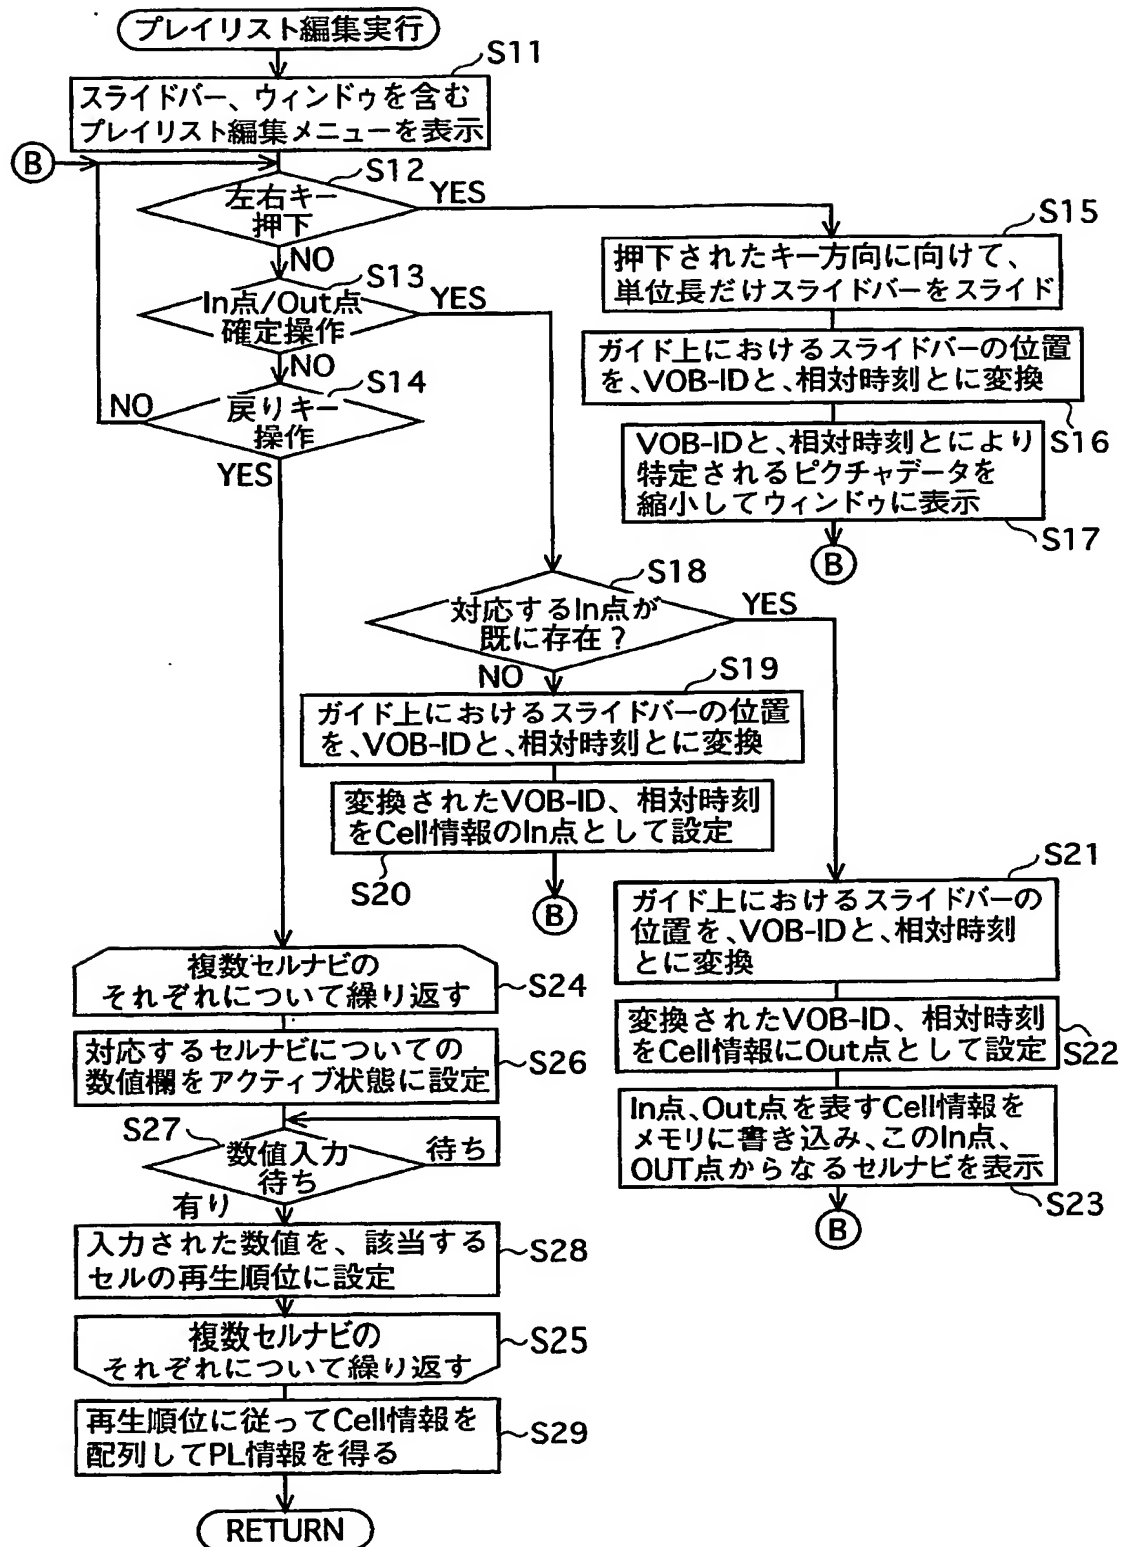 プレイリスト編集実行
S11
スライドバー、ウィンドゥを含む
プレイリスト編集メニューを表示
B
S12
左右キー
押下
YES
NO
S15
押下されたキー方向に向けて、
単位長だけスライドバーをスライド
S13
In点/Out点
確定操作
YES
NO
ガイド上におけるスライドバーの位置
を、VOB-IDと、相対時刻とに変換
S16
S14
戻りキー
操作
NO
YES
VOB-IDと、相対時刻とにより
特定されるピクチャデータを
縮小してウィンドゥに表示
S17
B
S18
対応するIn点が
既に存在？
YES
NO
S19
ガイド上におけるスライドバーの位置
を、VOB-IDと、相対時刻とに変換
変換されたVOB-ID、相対時刻
をCell情報のIn点として設定
S20
B
S21
ガイド上におけるスライドバーの
位置を、VOB-IDと、相対時刻
とに変換
変換されたVOB-ID、相対時刻
をCell情報にOut点として設定
S22
In点、Out点を表すCell情報を
メモリに書き込み、このIn点、
OUT点からなるセルナビを表示
S23
B
複数セルナビの
それぞれについて繰り返す
S24
対応するセルナビについての
数値欄をアクティブ状態に設定
S26
S27
数値入力
待ち
待ち
有り
入力された数値を、該当する
セルの再生順位に設定
S28
複数セルナビの
それぞれについて繰り返す
S25
再生順位に従ってCell情報を
配列してPL情報を得る
S29
RETURN